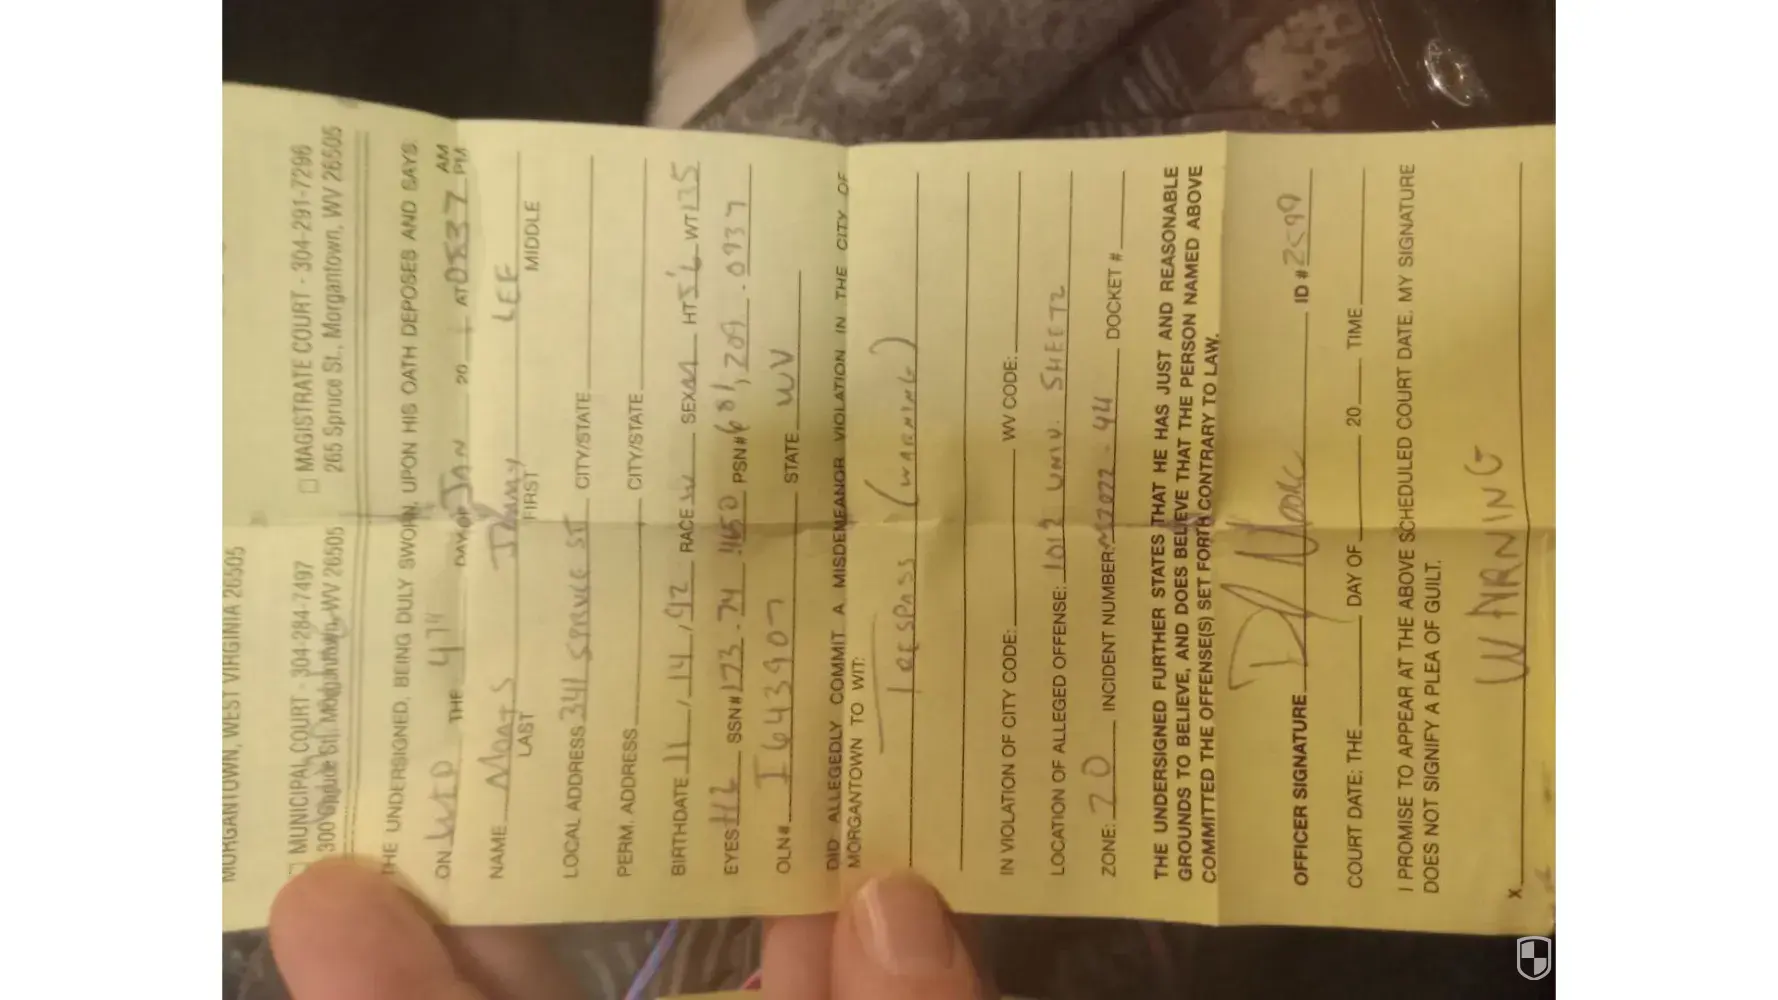 MORGANTOWN, WEST VIRGINIA 26505
☐ MUNICIPAL COURT - 304-284-7497 ☐ MAGISTRATE COURT - 304-291-7296
300 St., Morgantown, WV 26505 265 Spruce St., Morgantown, WV 26505
THE UNDERSIGNED, BEING DULY SWORN, UPON HIS OATH DEPOSES AND SAYS:
ON WED THE 4TH DAY OF JAN 20 AT AM PM
NAME LEE
LAST FIRST MIDDLE
LOCAL ADDRESS 341 SPRUCE ST CITY/STATE
PERM. ADDRESS CITY/STATE
BIRTHDATE 11, 14, 92 RACE W SEX M HT WT 135
EYES SSN# PSN#
OLN# I643907 STATE WV
DID ALLEGEDLY COMMIT A MISDEMEANOR VIOLATION IN THE CITY OF
MORGANTOWN TO WIT:
TRESPASS (WARNING)
IN VIOLATION OF CITY CODE: WV CODE:
LOCATION OF ALLEGED OFFENSE: 1012 UNIV. SHEETZ
ZONE: 20 INCIDENT NUMBER: DOCKET #
THE UNDERSIGNED FURTHER STATES THAT HE HAS JUST AND REASONABLE
GROUNDS TO BELIEVE, AND DOES BELIEVE THAT THE PERSON NAMED ABOVE
COMMITTED THE OFFENSE(S) SET FORTH CONTRARY TO LAW.
OFFICER SIGNATURE ID # 2599
COURT DATE: THE DAY OF 20 TIME
I PROMISE TO APPEAR AT THE ABOVE SCHEDULED COURT DATE, MY SIGNATURE
DOES NOT SIGNIFY A PLEA OF GUILT.
X WARNING